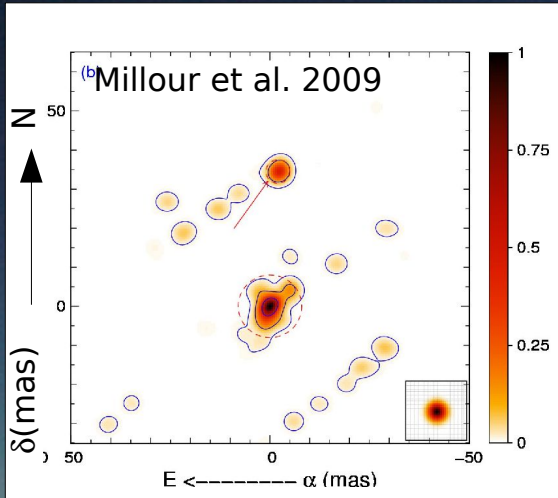 (b
Millour et al. 2009
N
50
0
δ(mas)
50
0
−50
E <-------- α (mas)
1
0.75
0.5
0.25
0